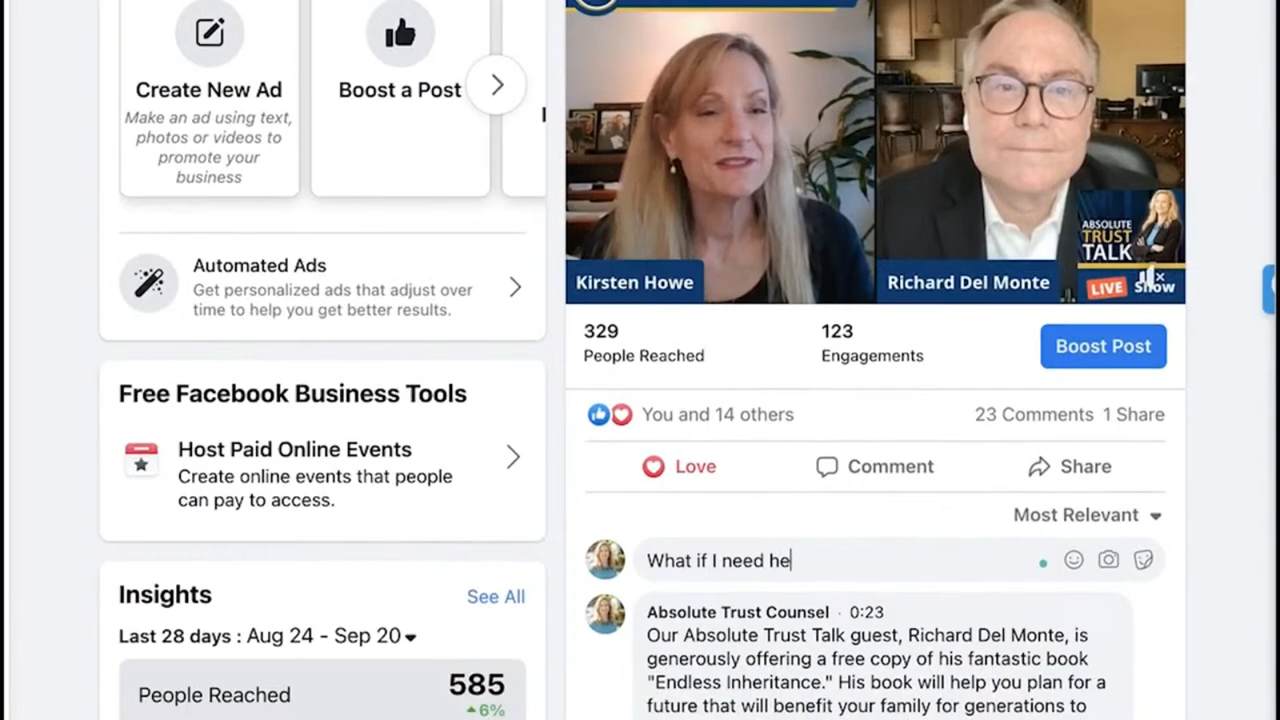 Create New Ad
Make an ad using text,
photos or videos to
promote your
business
Boost a Post
Automated Ads
Get personalized ads that adjust over
time to help you get better results.
Free Facebook Business Tools
Host Paid Online Events
Create online events that people
can pay to access.
Insights
See All
Last 28 days : Aug 24 - Sep 20
People Reached
585
6%
Kirsten Howe
Richard Del Monte
ABSOLUTE
TRUST
TALK
LIVE Show
329
People Reached
123
Engagements
Boost Post
You and 14 others
23 Comments 1 Share
Love
Comment
Share
Most Relevant
What if I need he
Absolute Trust Counsel · 0:23
Our Absolute Trust Talk guest, Richard Del Monte, is
generously offering a free copy of his fantastic book
"Endless Inheritance." His book will help you plan for a
future that will benefit your family for generations to